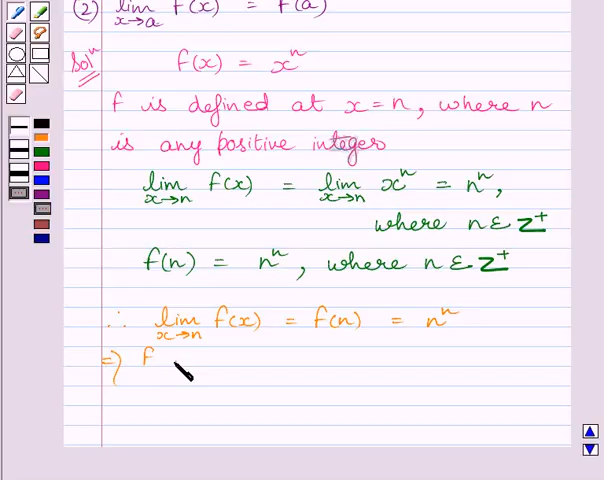 (2) lim x→a f(x) = f(a)
Solⁿ f(x) = xⁿ
f is defined at x = n, where n
is any positive integer
lim x→n f(x) = lim x→n xⁿ = nⁿ,
where n ε Z⁺
f(n) = nⁿ, where n ε Z⁺
∴ lim x→n f(x) = f(n) = nⁿ
⇒ f